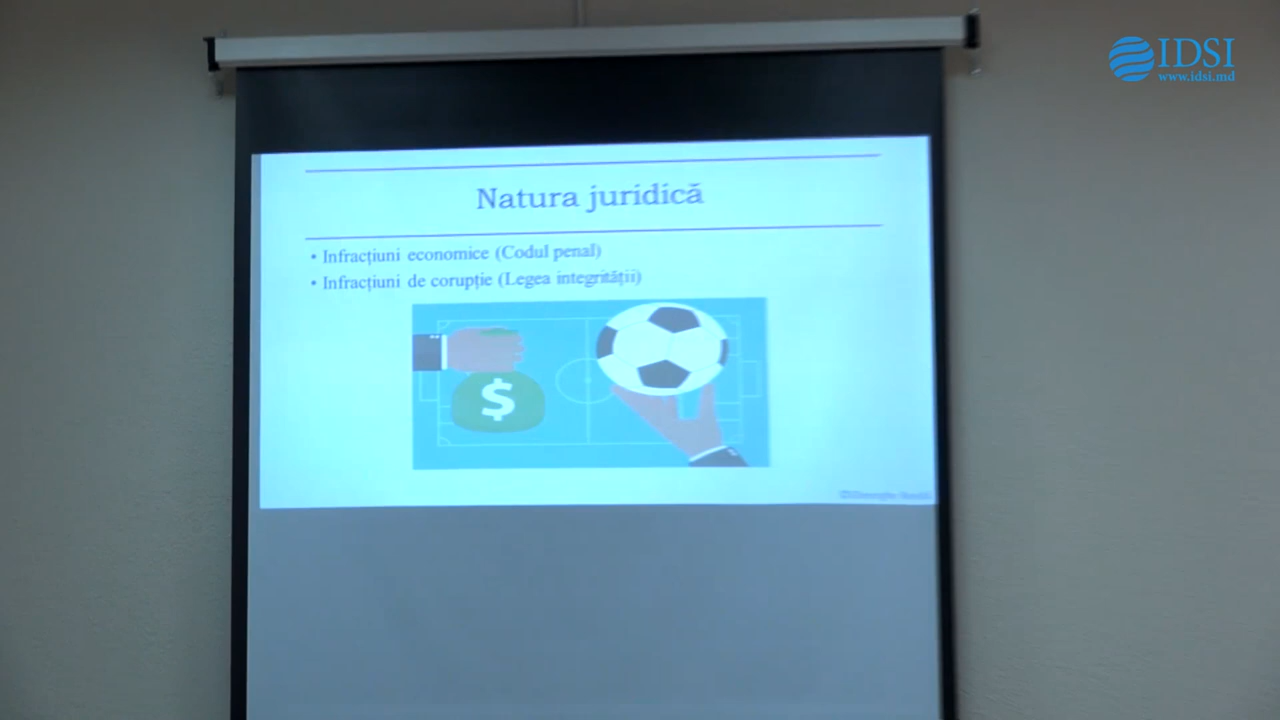 IDSI
www.idsi.md
Natura juridică
• Infracțiuni economice (Codul penal)
• Infracțiuni de corupție (Legea integrității)
$